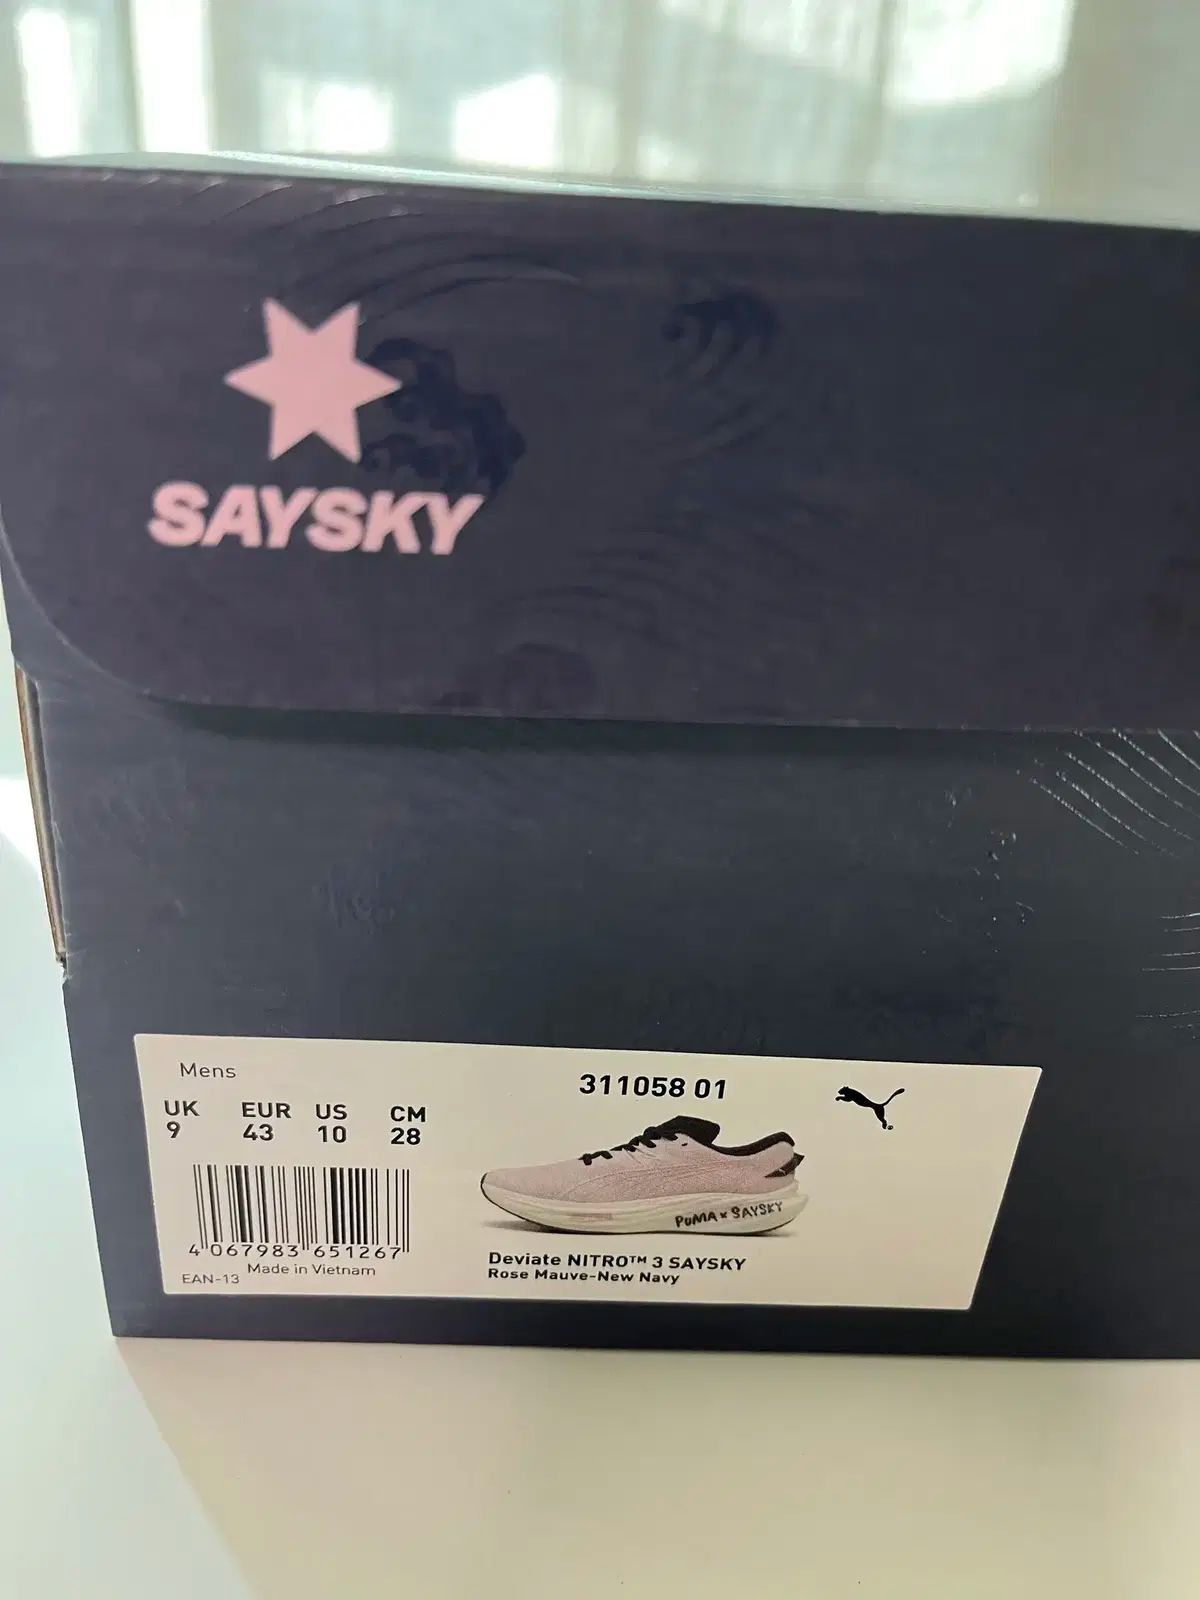 SAYSKY
Mens
UK EUR US CM
9 43 10 28
4 067983 651267
EAN-13
Made in Vietnam
311058 01
PUMA x SAYSKY
Deviate NITRO™ 3 SAYSKY
Rose Mauve-New Navy